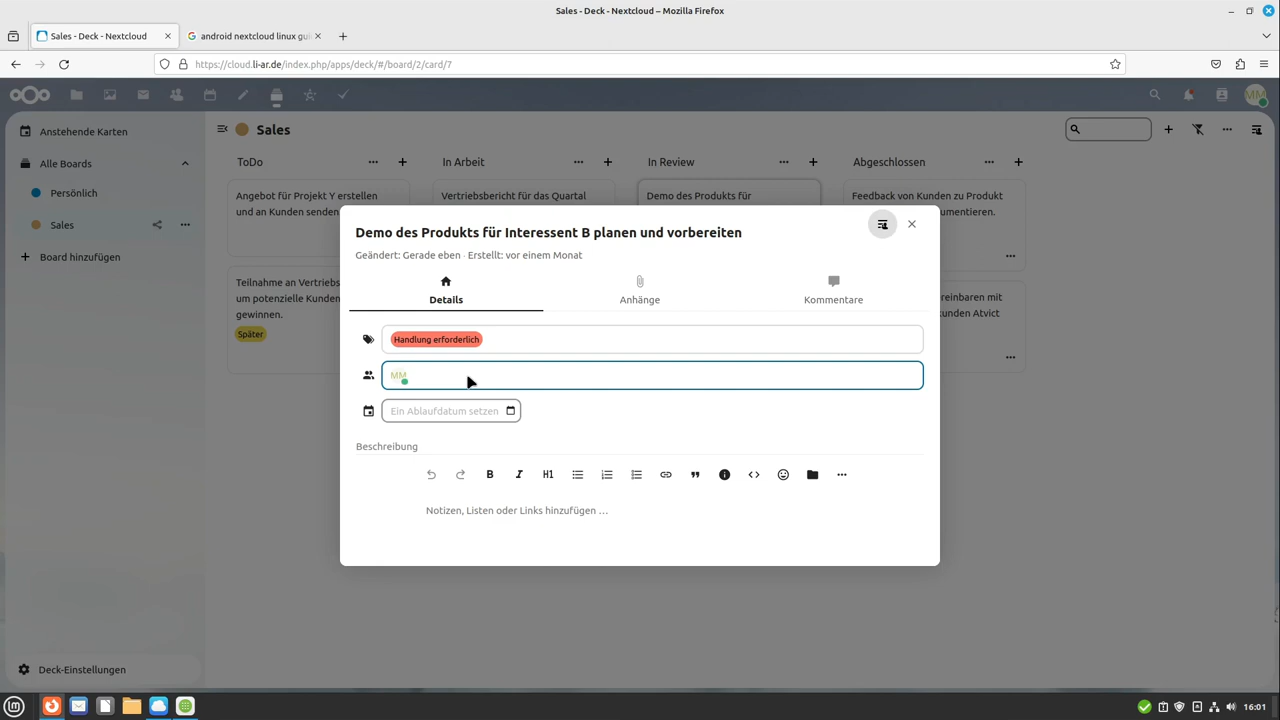 Sales - Deck - Nextcloud — Mozilla Firefox
Sales - Deck - Nextcloud
android nextcloud linux gui
https://cloud.li-ar.de/index.php/apps/deck/#/board/2/card/7
MM
Anstehende Karten
Alle Boards
Persönlich
Sales
Board hinzufügen
Deck-Einstellungen
Sales
ToDo
In Arbeit
In Review
Abgeschlossen
Angebot für Projekt Y erstellen
und an Kunden senden
Teilnahme an Vertriebs
um potenzielle Kunden
gewinnen.
Später
Vertriebsbericht für das Quartal
Demo des Produkts für
Feedback von Kunden zu Produkt
umentieren.
ereinbaren mit
unden Atvict
Demo des Produkts für Interessent B planen und vorbereiten
Geändert: Gerade eben · Erstellt: vor einem Monat
Details
Anhänge
Kommentare
Handlung erforderlich
MM
Ein Ablaufdatum setzen
Beschreibung
B
I
H1
Notizen, Listen oder Links hinzufügen …
16:01